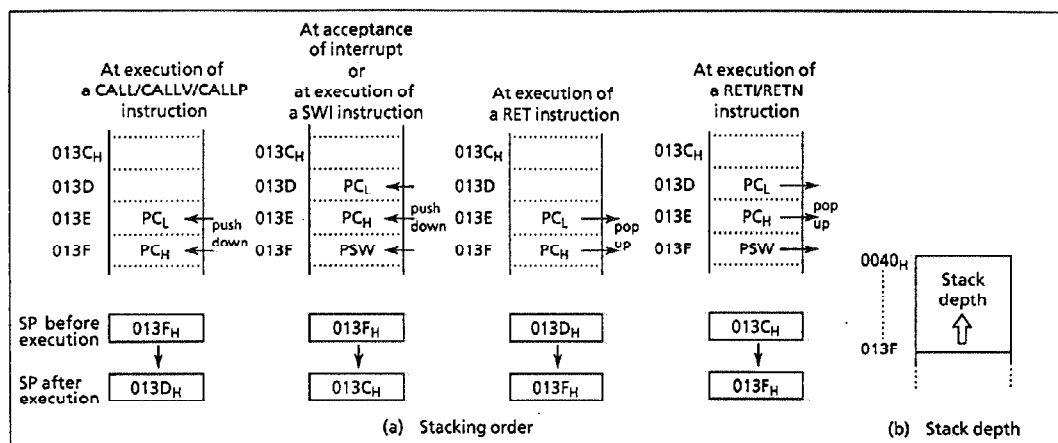 At execution of
a CALL/CALLV/CALLP
instruction
013CH
013D
013E PCL push
013F PCH down
At acceptance
of interrupt
or
at execution of
a SWI instruction
013CH
013D PCL
013E PCH push
013F PSW down
At execution of
a RET instruction
013CH
013D
013E PCL pop
013F PCH up
At execution of
a RETI/RETN
instruction
013CH
013D PCL
013E PCH pop
013F PSW up
SP before
execution
013FH 013FH 013DH 013CH
SP after
execution
013DH 013CH 013FH 013FH
(a) Stacking order
0040H
Stack
depth
013F
(b) Stack depth